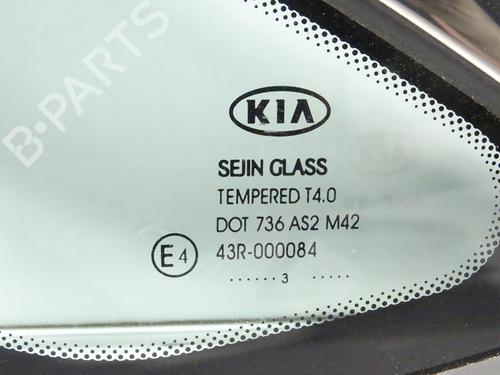 B-PARTS
KIA
SEJIN GLASS
TEMPERED T4.0
DOT 736 AS2 M42
E4 43R-000084
······ 3 ····